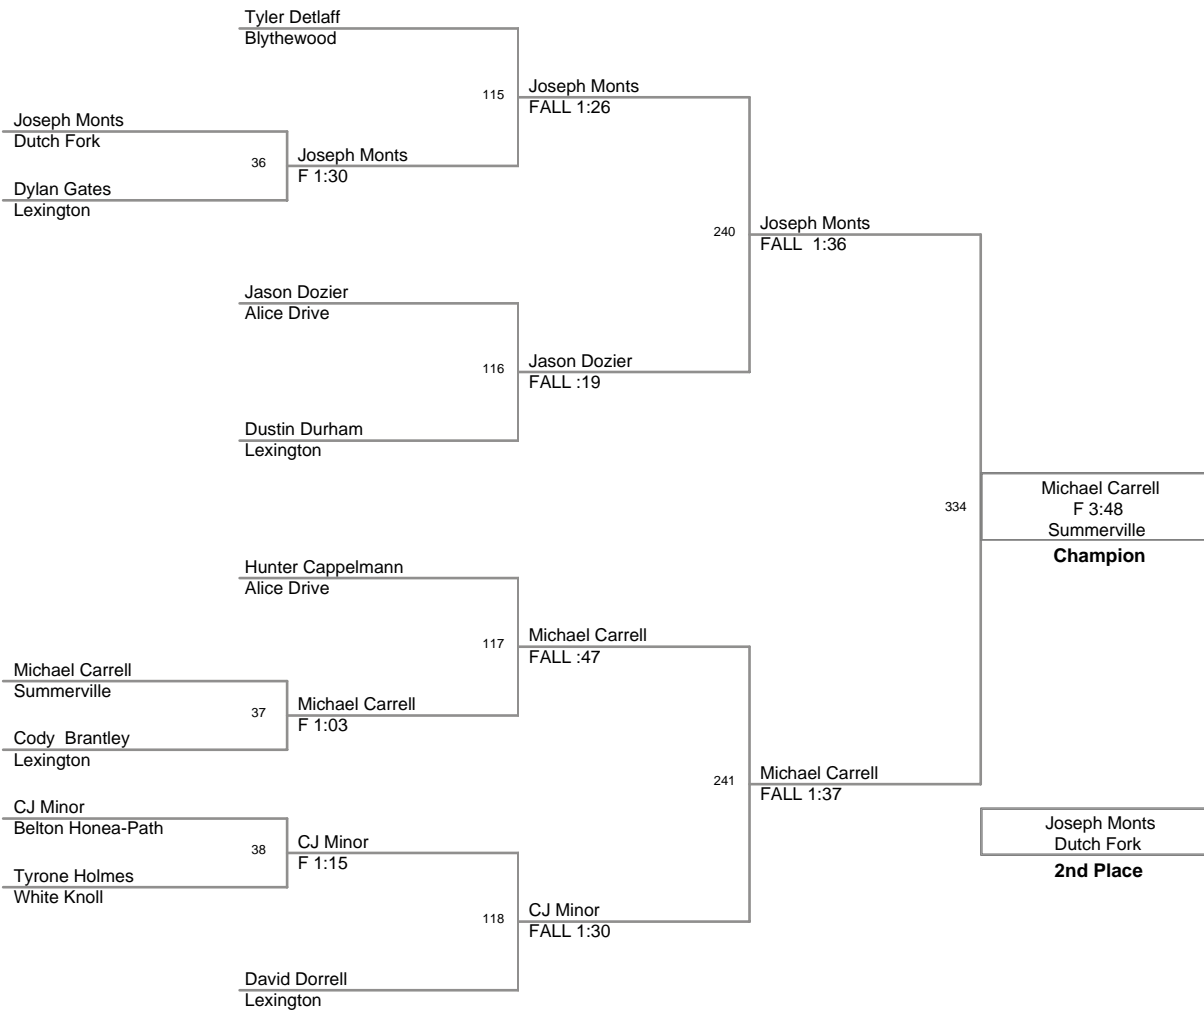 Tyler Detlaff
Blythewood
115
Joseph Monts
FALL 1:26
Joseph Monts
Dutch Fork
36
Joseph Monts
F 1:30
Dylan Gates
Lexington
240
Joseph Monts
FALL  1:36
Jason Dozier
Alice Drive
116
Jason Dozier
FALL :19
Dustin Durham
Lexington
334
Michael Carrell
F 3:48
Summerville
Champion
Hunter Cappelmann
Alice Drive
117
Michael Carrell
FALL :47
Michael Carrell
Summerville
37
Michael Carrell
F 1:03
Cody  Brantley
Lexington
241
Michael Carrell
FALL 1:37
CJ Minor
Belton Honea-Path
38
CJ Minor
F 1:15
Tyrone Holmes
White Knoll
Joseph Monts
Dutch Fork
2nd Place
118
CJ Minor
FALL 1:30
David Dorrell
Lexington